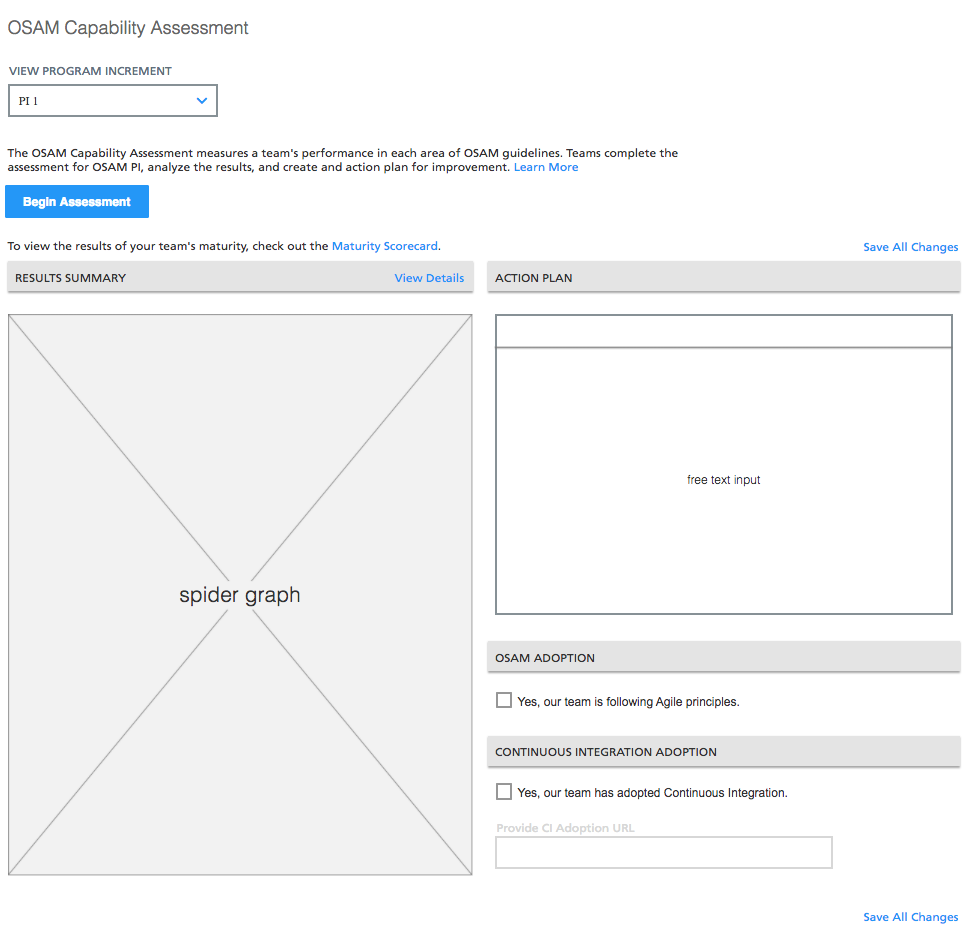 OSAM Capability Assessment
VIEW PROGRAM INCREMENT
PI 1
The OSAM Capability Assessment measures a team's performance in each area of OSAM guidelines. Teams complete the
assessment for OSAM PI, analyze the results, and create and action plan for improvement. Learn More
Begin Assessment
To view the results of your team's maturity, check out the Maturity Scorecard.
Save All Changes
RESULTS SUMMARY
View Details
spider graph
ACTION PLAN
free text input
OSAM ADOPTION
Yes, our team is following Agile principles.
CONTINUOUS INTEGRATION ADOPTION
Yes, our team has adopted Continuous Integration.
Provide CI Adoption URL
Save All Changes